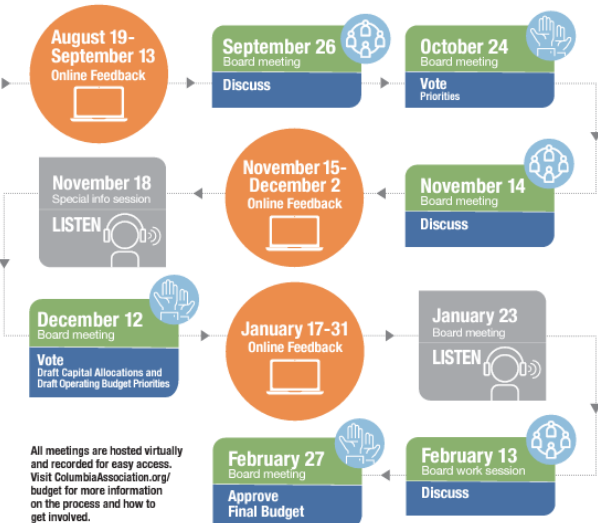 August 19-
September 13
Online Feedback
September 26
Board meeting
Discuss
October 24
Board meeting
Vote
Priorities
November 14
Board meeting
Discuss
November 15-
December 2
Online Feedback
November 18
Special info session
LISTEN
December 12
Board meeting
Vote
Draft Capital Allocations and
Draft Operating Budget Priorities
January 17-31
Online Feedback
January 23
Board meeting
LISTEN
February 13
Board work session
Discuss
February 27
Board meeting
Approve
Final Budget
All meetings are hosted virtually
and recorded for easy access.
Visit ColumbiaAssociation.org/
budget for more information
on the process and how to
get involved.